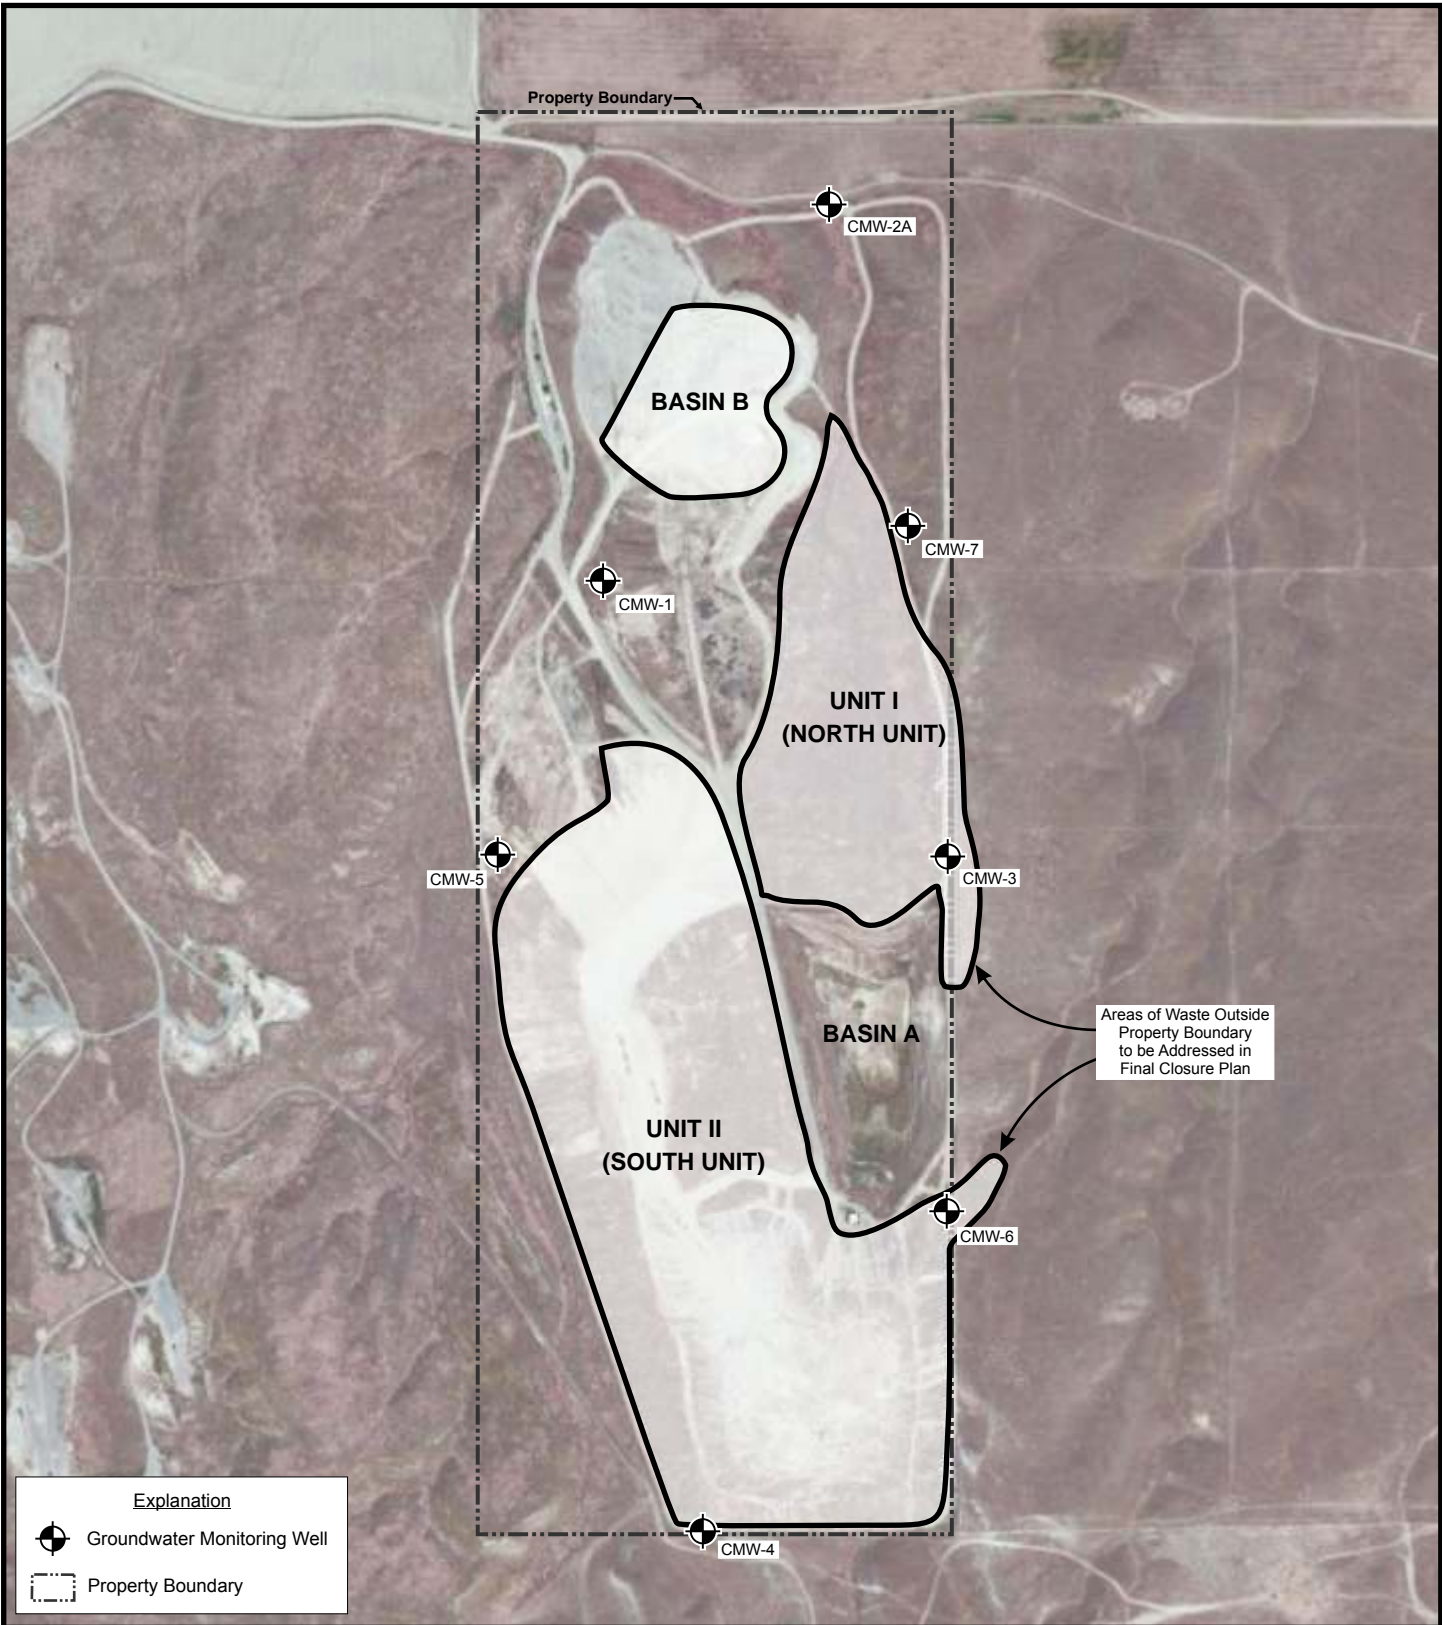 Property Boundary
CMW-2A
BASIN B
CMW-7
CMW-1
UNIT I
(NORTH UNIT)
CMW-5
CMW-3
Areas of Waste Outside
Property Boundary
to be Addressed in
Final Closure Plan
BASIN A
UNIT II
(SOUTH UNIT)
CMW-6
CMW-4
Explanation
Groundwater Monitoring Well
Property Boundary